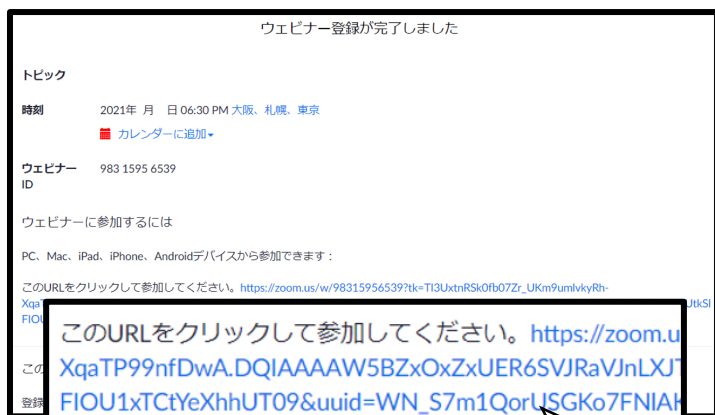 ウェビナー登録が完了しました
トピック
時刻 2021年 月 日 06:30 PM 大阪、札幌、東京
カレンダーに追加
ウェビナー 983 1595 6539
ID
ウェビナーに参加するには
PC、Mac、iPad、iPhone、Androidデバイスから参加できます：
このURLをクリックして参加してください。https://zoom.us/w/98315956539?tk=TI3UxtnRSk0fb07Zr_UKm9umlvkyRh-
XqaT
UtkSl
FIOU
このURLをクリックして参加してください。https://zoom.u
XqaTP99nfDwA.DQIAAAAW5BZxOxZxUER6SVJRaVJnLXJT
FIOU1xTCtYeXhhUT09&uuid=WN_S7m1QorUSGKo7FNIAK
この
登録